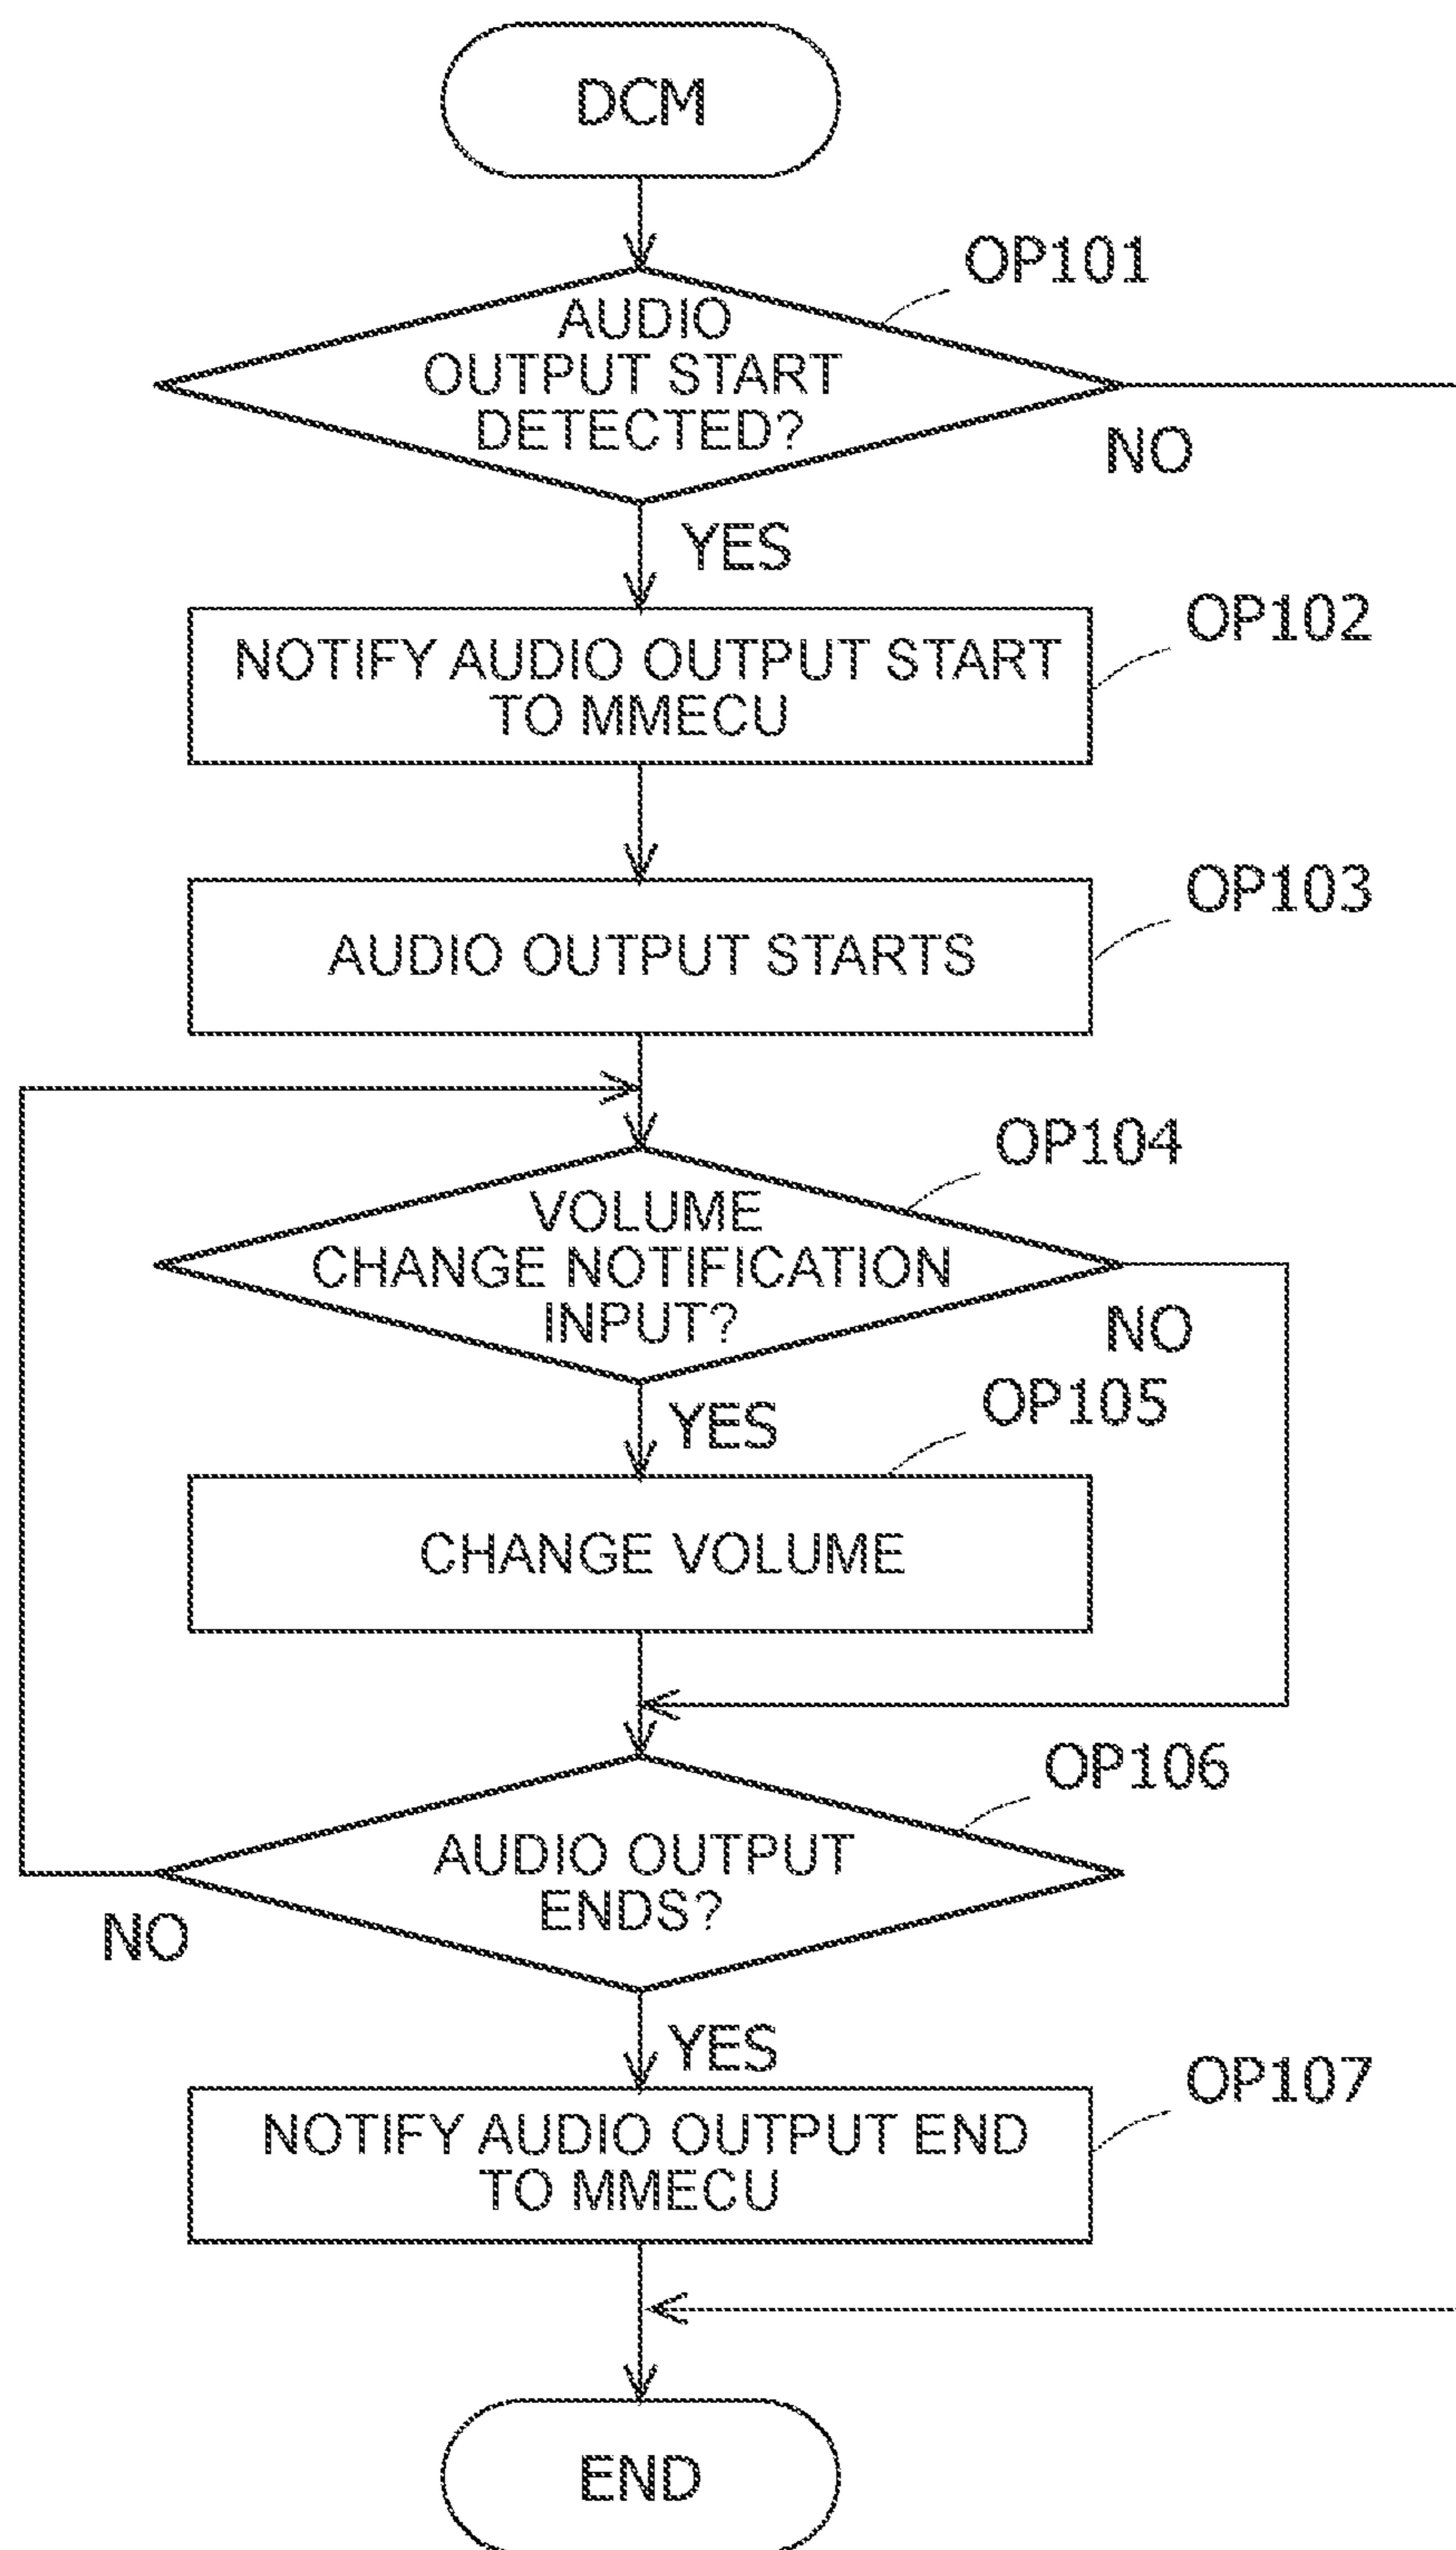 DCM
OP101
AUDIO
OUTPUT START
DETECTED?
NO
YES
OP102
NOTIFY AUDIO OUTPUT START
TO MMECU
OP103
AUDIO OUTPUT STARTS
OP104
VOLUME
CHANGE NOTIFICATION
INPUT?
NO
YES
OP105
CHANGE VOLUME
OP106
AUDIO OUTPUT
ENDS?
NO
YES
OP107
NOTIFY AUDIO OUTPUT END
TO MMECU
END